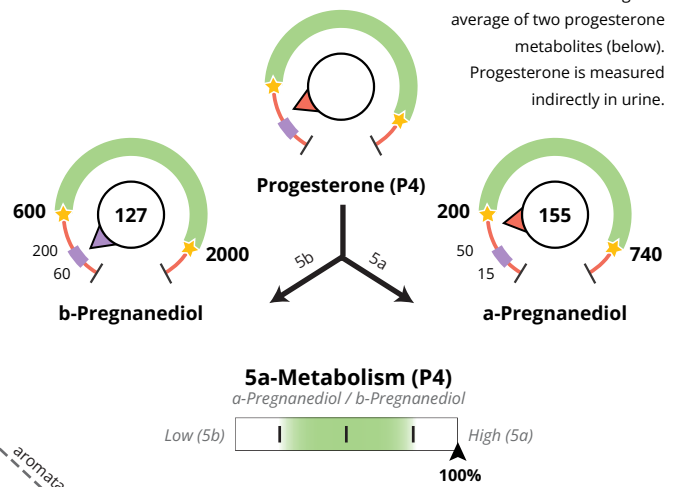 average of two progesterone
metabolites (below).
Progesterone is measured
indirectly in urine.
Progesterone (P4)
600
127
200
60
2000
b-Pregnanediol
5b
5a
200
155
50
15
740
a-Pregnanediol
5a-Metabolism (P4)
a-Pregnanediol / b-Pregnanediol
Low (5b)
High (5a)
100%